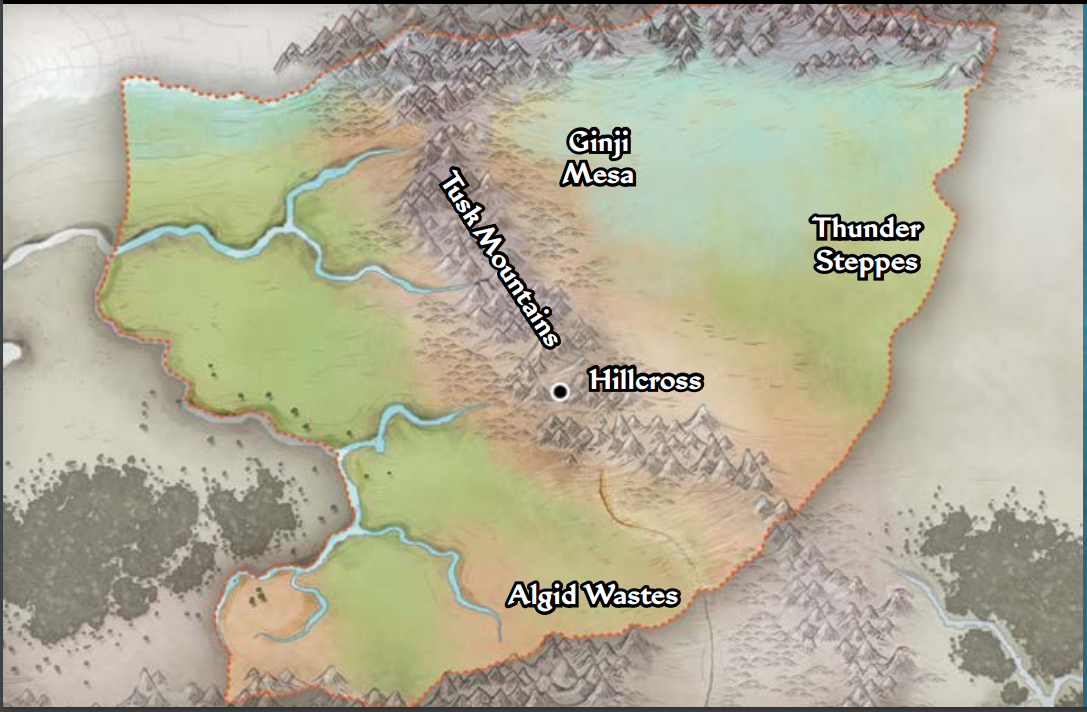 Ginji
Mesa
Tusk Mountains
Thunder
Steppes
Hillcross
Algid Wastes